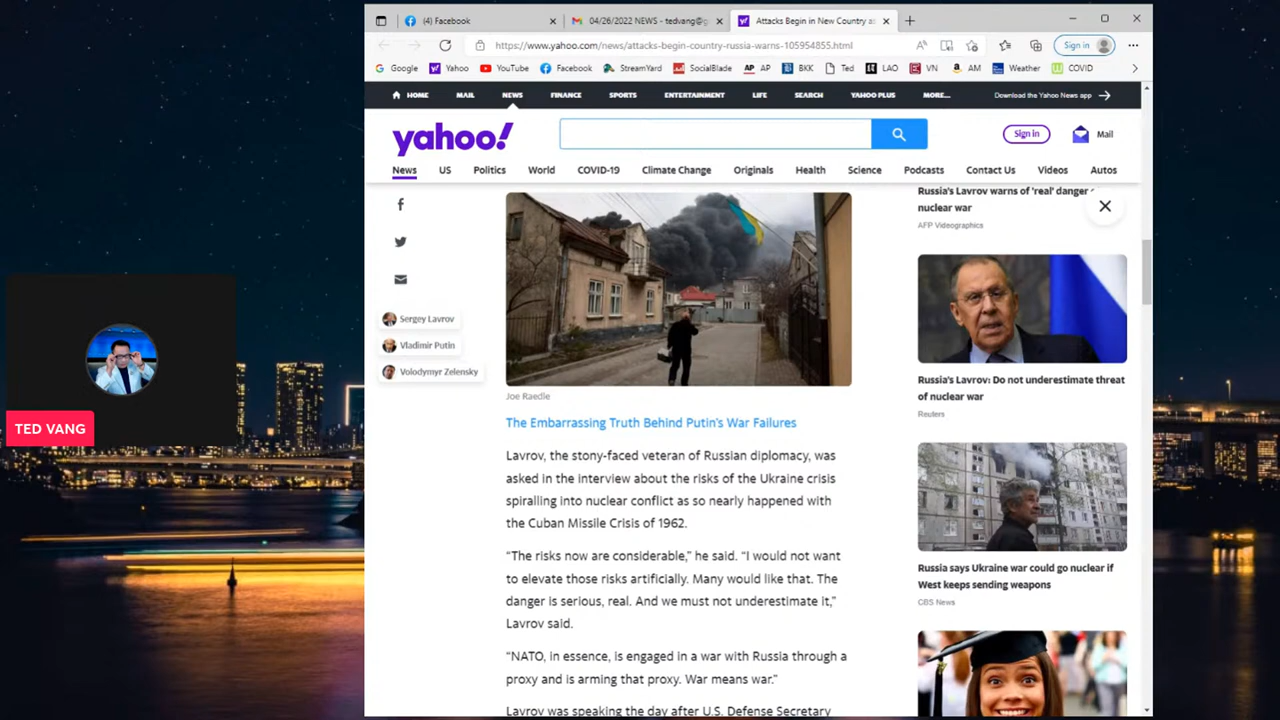 (4) Facebook
04/26/2022 NEWS - tedvang@g
Attacks Begin in New Country a
https://www.yahoo.com/news/attacks-begin-country-russia-warns-105954855.html
Sign in
Google
Yahoo
YouTube
Facebook
StreamYard
SocialBlade
AP AP
BKK
Ted
LAO
VN
AM
Weather
COVID
HOME
MAIL
NEWS
FINANCE
SPORTS
ENTERTAINMENT
LIFE
SEARCH
YAHOO PLUS
MORE...
Download the Yahoo News app
yahoo!
Sign in
Mail
News
US
Politics
World
COVID-19
Climate Change
Originals
Health
Science
Podcasts
Contact Us
Videos
Autos
Sergey Lavrov
Vladimir Putin
Volodymyr Zelensky
TED VANG
Joe Raedle
The Embarrassing Truth Behind Putin's War Failures
Lavrov, the stony-faced veteran of Russian diplomacy, was
asked in the interview about the risks of the Ukraine crisis
spiralling into nuclear conflict as so nearly happened with
the Cuban Missile Crisis of 1962.
“The risks now are considerable,” he said. “I would not want
to elevate those risks artificially. Many would like that. The
danger is serious, real. And we must not underestimate it,”
Lavrov said.
“NATO, in essence, is engaged in a war with Russia through a
proxy and is arming that proxy. War means war.”
Lavrov was speaking the day after U.S. Defense Secretary
Russia's Lavrov warns of 'real' danger
nuclear war
AFP Videographics
Russia's Lavrov: Do not underestimate threat
of nuclear war
Reuters
Russia says Ukraine war could go nuclear if
West keeps sending weapons
CBS News